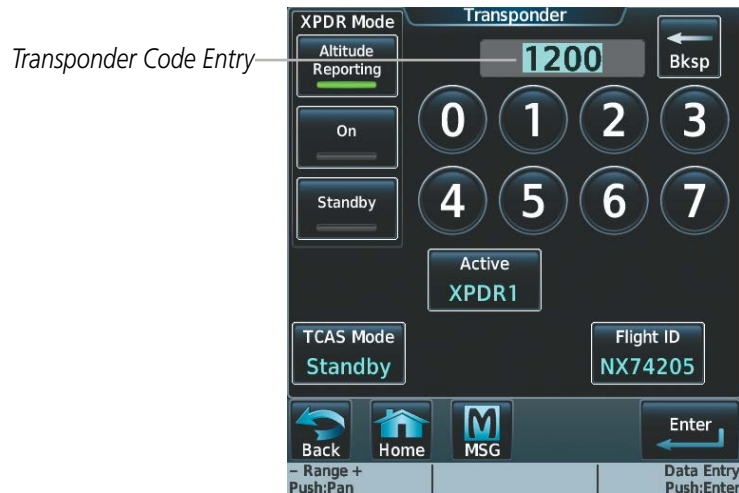 Transponder Code Entry
XPDR Mode
Transponder
Altitude
Reporting
1200
Bksp
On
0 1 2 3
Standby
4 5 6 7
Active
XPDR1
TCAS Mode
Standby
Flight ID
NX74205
Back
Home
MSG
Enter
– Range +
Push:Pan
Data Entry
Push:Enter